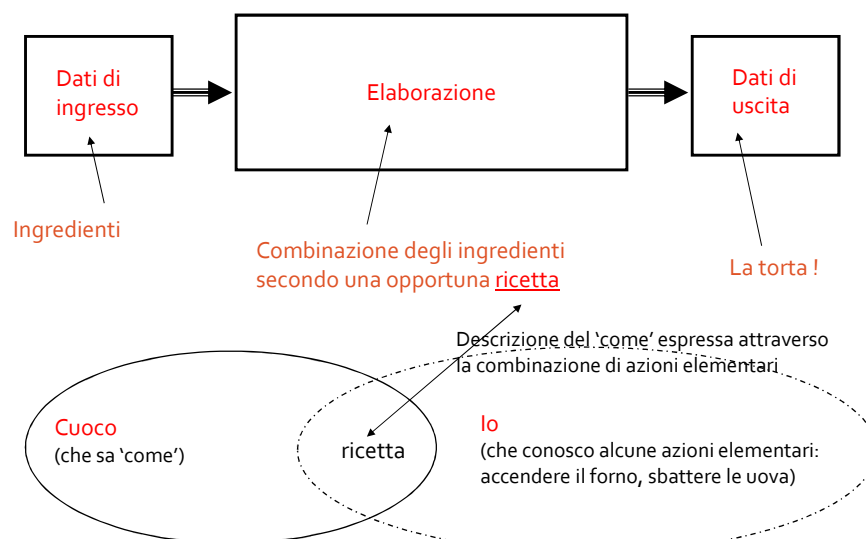 Dati di
ingresso
Elaborazione
Dati di
uscita
Ingredienti
Combinazione degli ingredienti
secondo una opportuna ricetta
La torta !
Descrizione del ‘come’ espressa attraverso
la combinazione di azioni elementari
Cuoco
(che sa ‘come’)
ricetta
Io
(che conosco alcune azioni elementari:
accendere il forno, sbattere le uova)